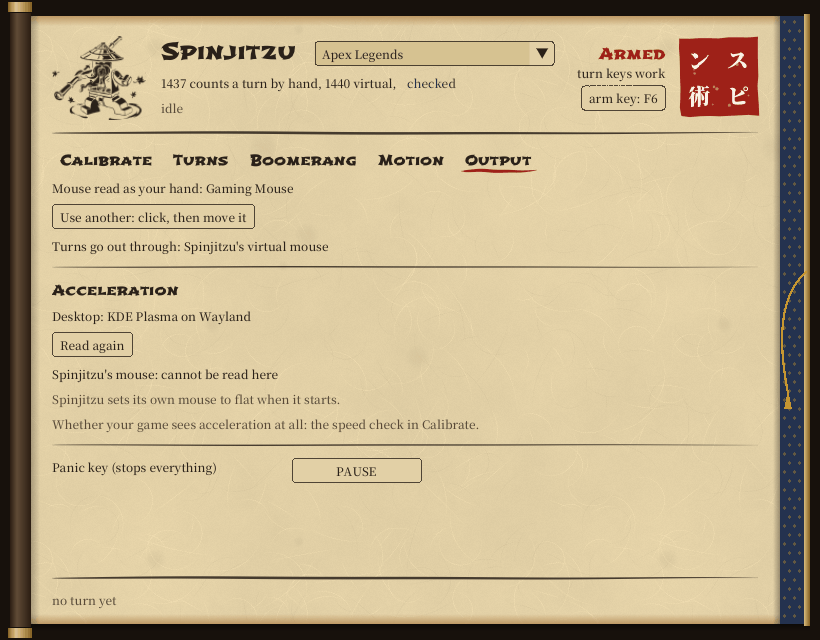 Spinjitzu
Apex Legends
1437 counts a turn by hand, 1440 virtual, checked
idle
Armed
turn keys work
arm key: F6
スピ
ン術
Calibrate Turns Boomerang Motion Output
Mouse read as your hand: Gaming Mouse
Use another: click, then move it
Turns go out through: Spinjitzu's virtual mouse
Acceleration
Desktop: KDE Plasma on Wayland
Read again
Spinjitzu's mouse: cannot be read here
Spinjitzu sets its own mouse to flat when it starts.
Whether your game sees acceleration at all: the speed check in Calibrate.
Panic key (stops everything)
PAUSE
no turn yet